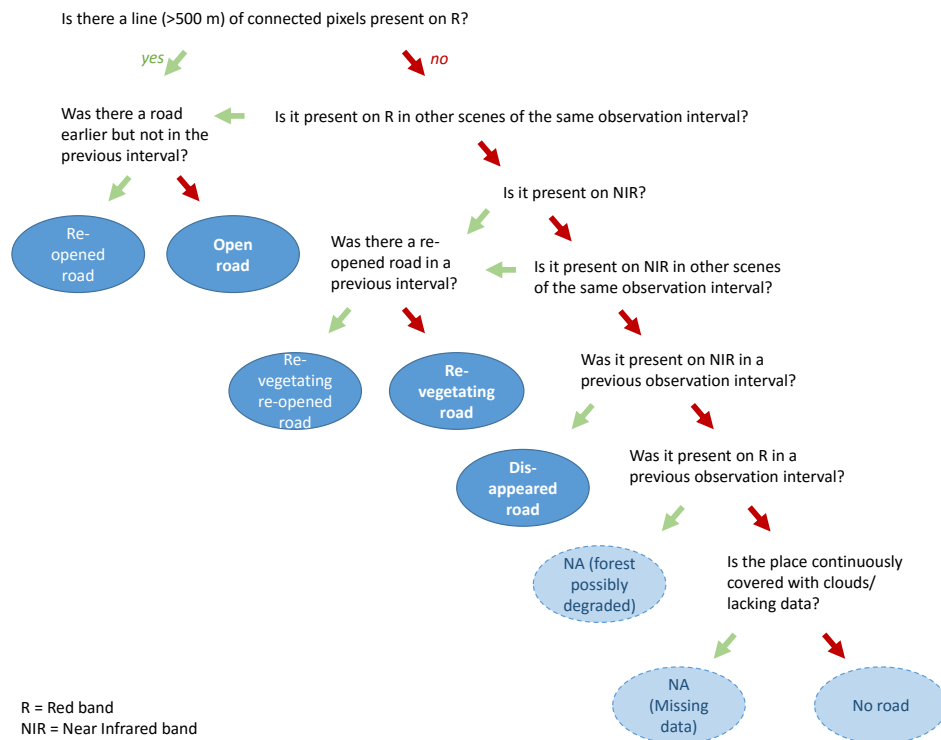 Is there a line (>500 m) of connected pixels present on R?
yes
no
Was there a road
earlier but not in the
previous interval?
Is it present on R in other scenes of the same observation interval?
Is it present on NIR?
Re-
opened
road
Open
road
Was there a re-
opened road in a
previous interval?
Is it present on NIR in other scenes
of the same observation interval?
Re-
vegetating
re-opened
road
Re-
vegetating
road
Was it present on NIR in a
previous observation interval?
Dis-
appeared
road
Was it present on R in a
previous observation interval?
NA (forest
possibly
degraded)
Is the place continuously
covered with clouds/
lacking data?
NA
(Missing
data)
No road
R = Red band
NIR = Near Infrared band